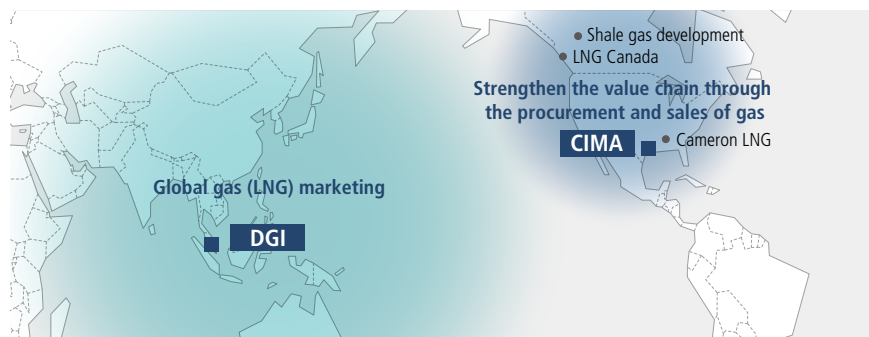 Shale gas development
LNG Canada
Strengthen the value chain through
the procurement and sales of gas
CIMA
Cameron LNG
Global gas (LNG) marketing
DGI